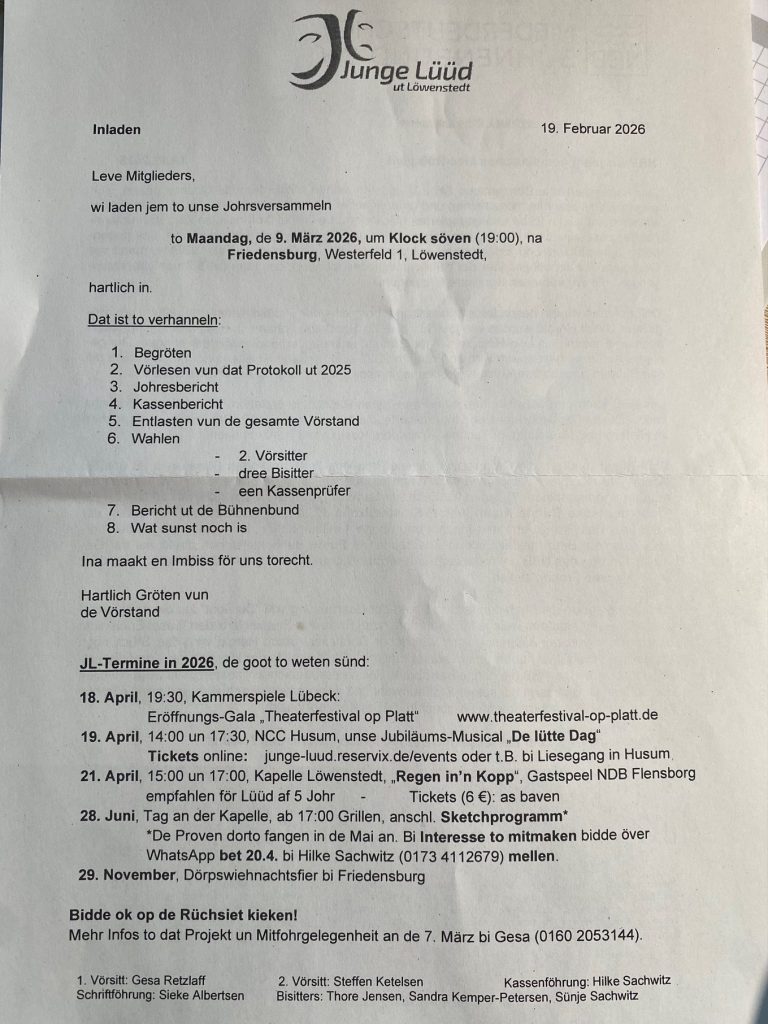 Junge Lüüd
ut Löwenstedt
Inladen 19. Februar 2026
Leve Mitglieders,
wi laden jem to unse Johrsversammeln
to Maandag, de 9. März 2026, um Klock söven (19:00), na
Friedensburg, Westerfeld 1, Löwenstedt,
hartlich in.
Dat ist to verhanneln:
1. Begröten
2. Vörlesen vun dat Protokoll ut 2025
3. Johresbericht
4. Kassenbericht
5. Entlasten vun de gesamte Vörstand
6. Wahlen
- 2. Vörsitter
- dree Bisitter
- een Kassenprüfer
7. Bericht ut de Bühnenbund
8. Wat sunst noch is
Ina maakt en Imbiss för uns torecht.
Hartlich Gröten vun
de Vörstand
JL-Termine in 2026, de goot to weten sünd:
18. April, 19:30, Kammerspiele Lübeck:
Eröffnungs-Gala „Theaterfestival op Platt“ www.theaterfestival-op-platt.de
19. April, 14:00 un 17:30, NCC Husum, unse Jubiläums-Musical „De lütte Dag“
Tickets online: junge-luud.reservix.de/events oder t.B. bi Liesegang in Husum
21. April, 15:00 un 17:00, Kapelle Löwenstedt, „Regen in’n Kopp“, Gastspeel NDB Flensborg
empfahlen för Lüüd af 5 Johr - Tickets (6 €): as baven
28. Juni, Tag an der Kapelle, ab 17:00 Grillen, anschl. Sketchprogramm*
*De Proven dorto fangen in de Mai an. Bi Interesse to mitmaken bidde över
WhatsApp bet 20.4. bi Hilke Sachwitz (0173 4112679) mellen.
29. November, Dörpswiehnachtsfier bi Friedensburg
Bidde ok op de Rüchsiet kieken!
Mehr Infos to dat Projekt un Mitfohrgelegenheit an de 7. März bi Gesa (0160 2053144).
1. Vörsitt: Gesa Retzlaff 2. Vörsitt: Steffen Ketelsen Kassenführung: Hilke Sachwitz
Schriftführung: Sieke Albertsen Bisitters: Thore Jensen, Sandra Kemper-Petersen, Sünje Sachwitz